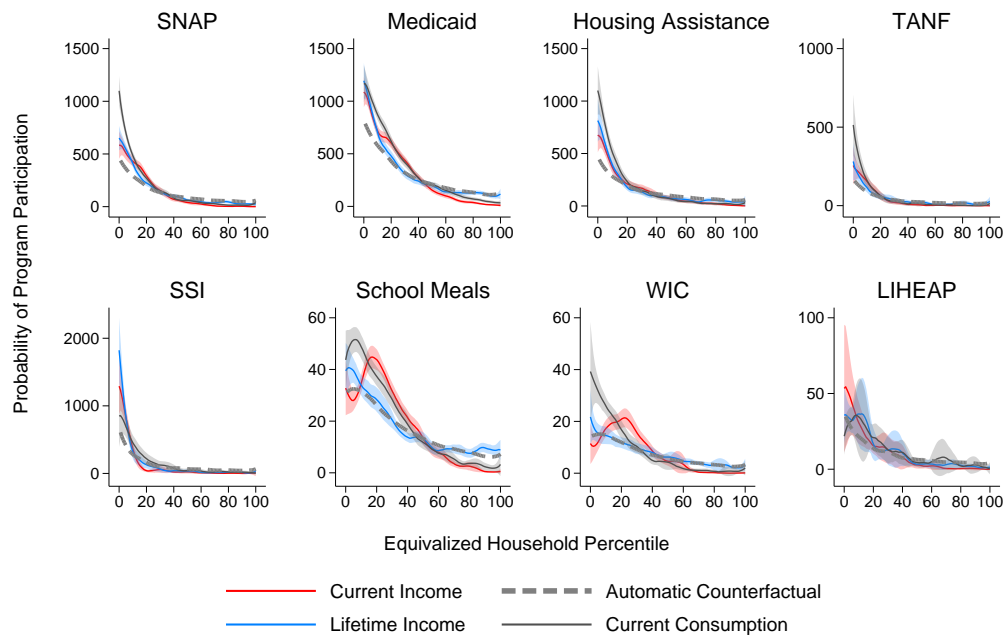 SNAP
Medicaid
Housing Assistance
TANF
1500
1000
500
0
0 20 40 60 80 100
1500
1000
500
0
0 20 40 60 80 100
1500
1000
500
0
0 20 40 60 80 100
1000
500
0
0 20 40 60 80 100
Probability of Program Participation
SSI
School Meals
WIC
LIHEAP
2000
1000
0
0 20 40 60 80 100
60
40
20
0
0 20 40 60 80 100
60
40
20
0
0 20 40 60 80 100
100
50
0
0 20 40 60 80 100
Equivalized Household Percentile
Current Income
Automatic Counterfactual
Lifetime Income
Current Consumption